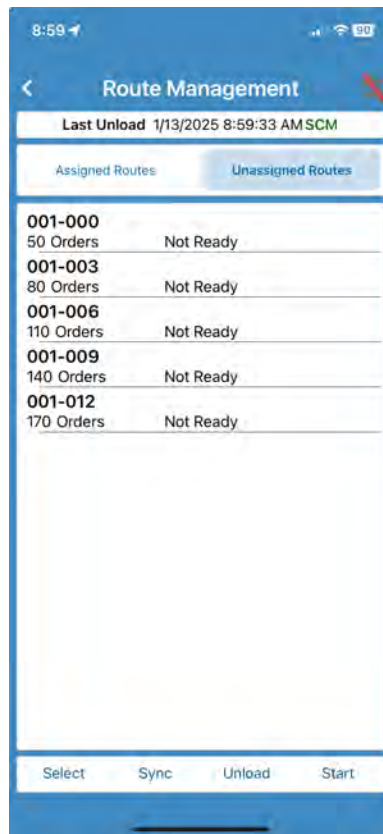 8:59
90
Route Management
Last Unload 1/13/2025 8:59:33 AM SCM
Assigned Routes Unassigned Routes
001-000
50 Orders Not Ready
001-003
80 Orders Not Ready
001-006
110 Orders Not Ready
001-009
140 Orders Not Ready
001-012
170 Orders Not Ready
Select Sync Unload Start